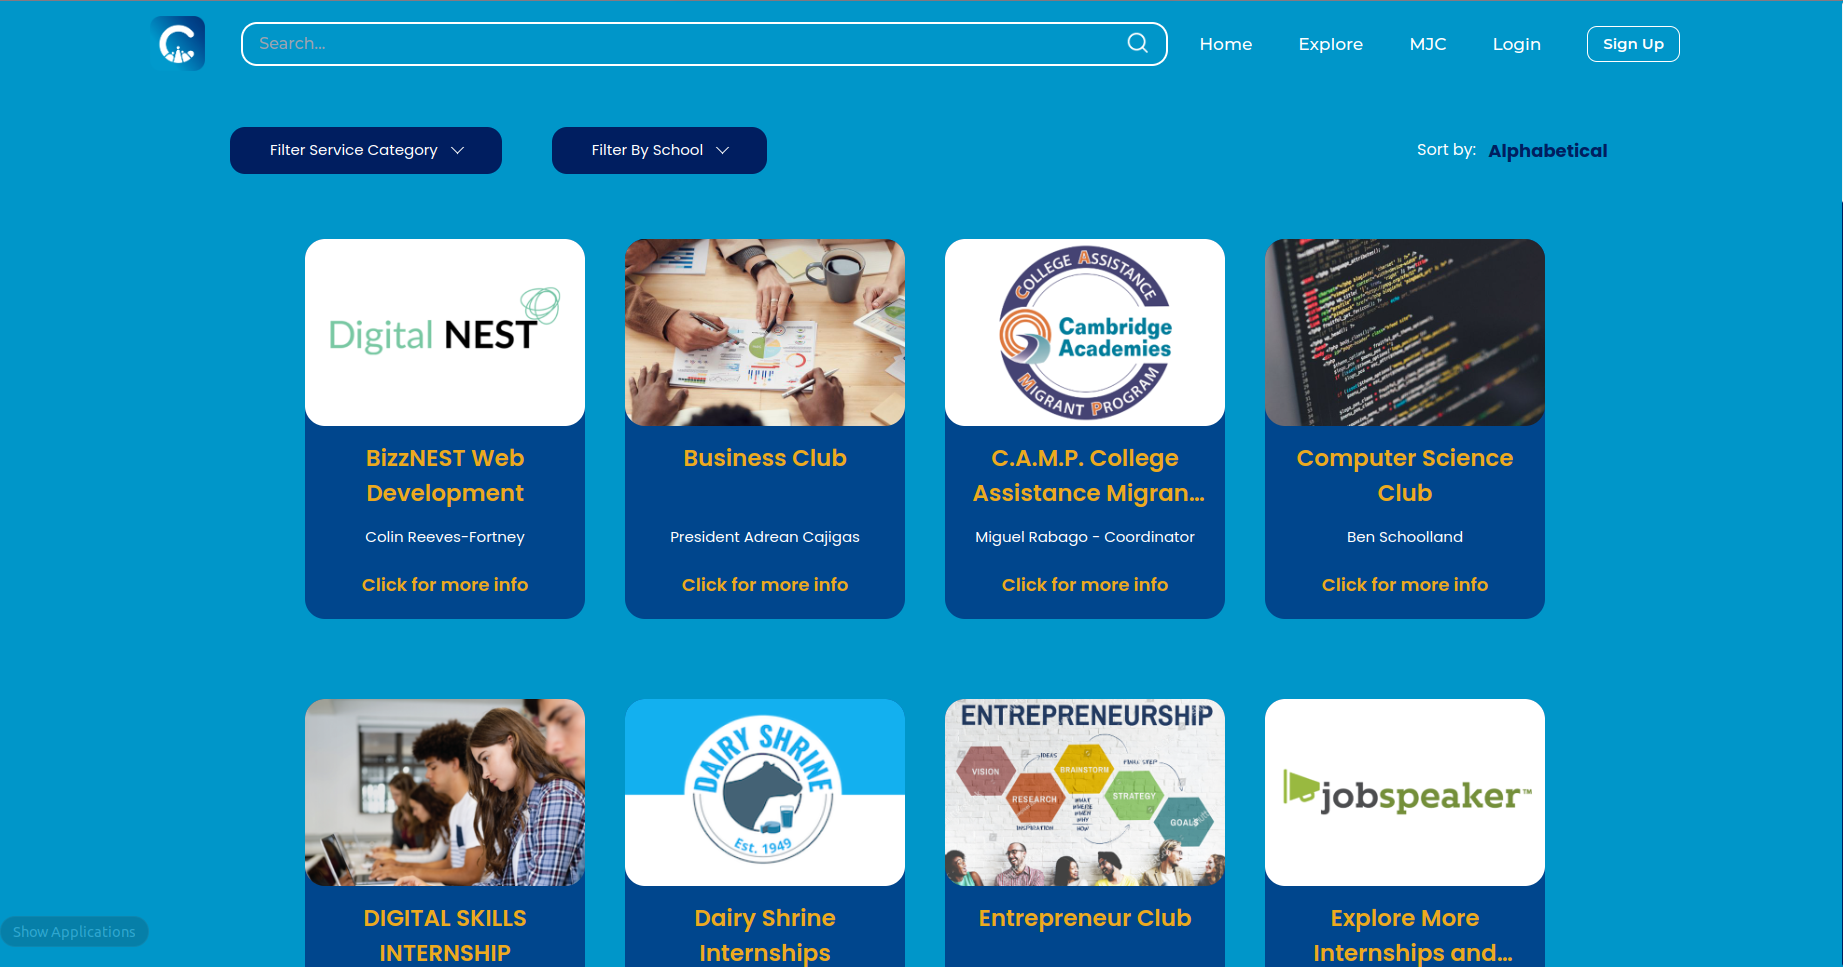 Search...
Home
Explore
MJC
Login
Sign Up
Filter Service Category
Filter By School
Sort by: Alphabetical
Digital NEST
BizzNEST Web
Development
Colin Reeves-Fortney
Click for more info
Business Club
President Adrean Cajigas
Click for more info
COLLEGE ASSISTANCE
Cambridge
Academies
MIGRANT PROGRAM
C.A.M.P. College
Assistance Migran...
Miguel Rabago - Coordinator
Click for more info
Computer Science
Club
Ben Schoolland
Click for more info
DIGITAL SKILLS
INTERNSHIP
DAIRY SHRINE
Est. 1949
Dairy Shrine
Internships
ENTREPRENEURSHIP
VISION
IDEAS
BRAINSTORM
RESEARCH
STRATEGY
GOALS
INSPIRATION
WHAT
WHERE
WHEN
WHY
HOW
Entrepreneur Club
jobspeaker™
Explore More
Internships and...
Show Applications